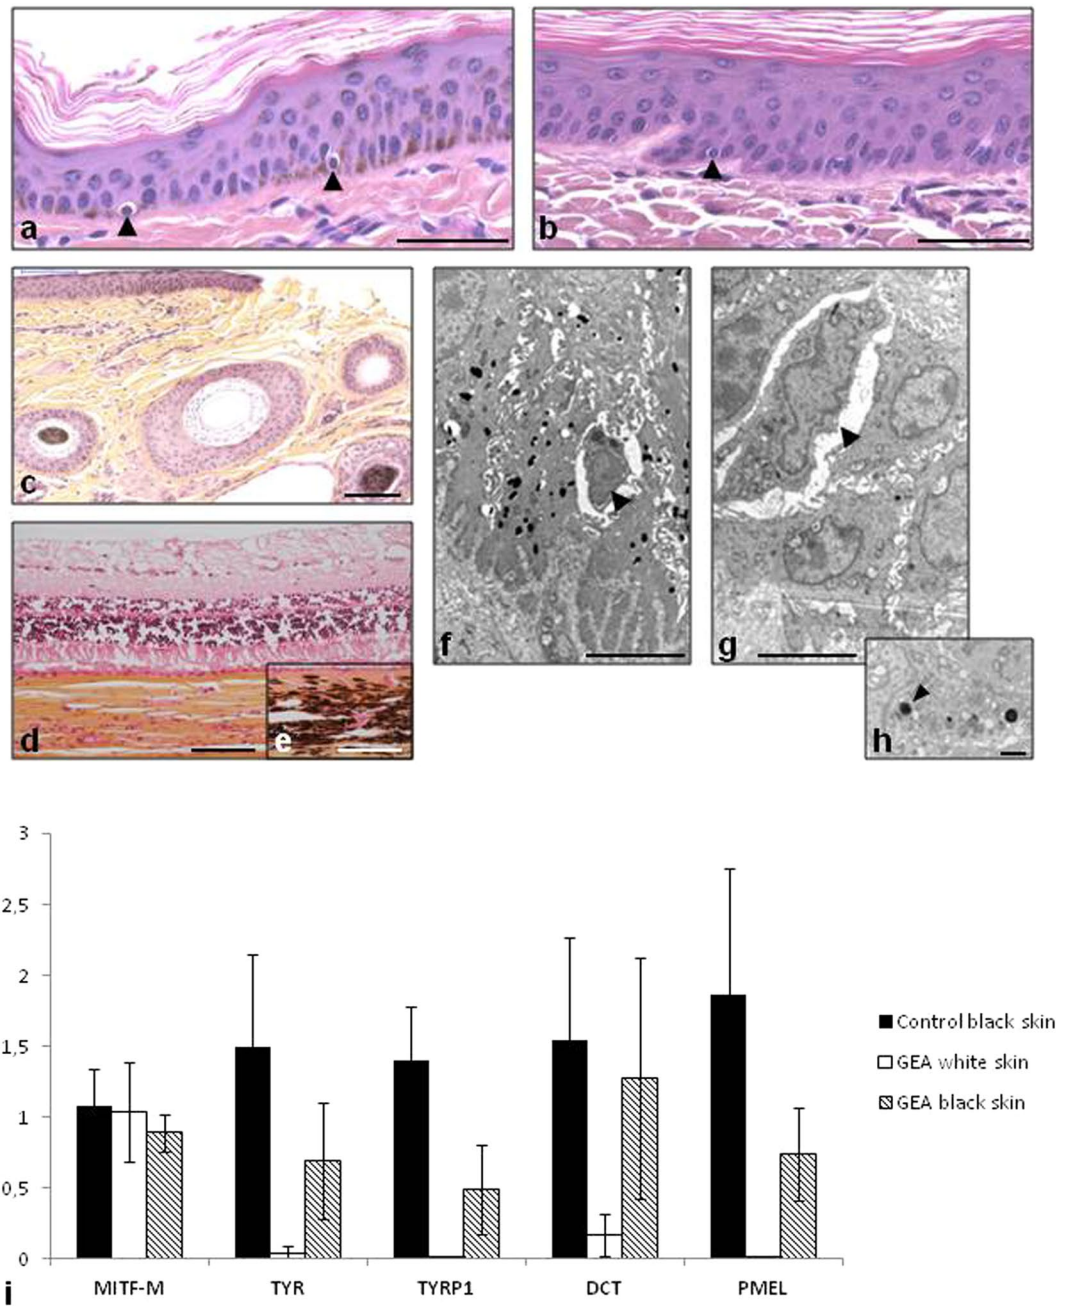 a
b
c
d
e
f
g
h
3
2,5
2
1,5
1
0,5
0
MITF-M TYR TYRP1 DCT PMEL
Control black skin
GEA white skin
GEA black skin
i